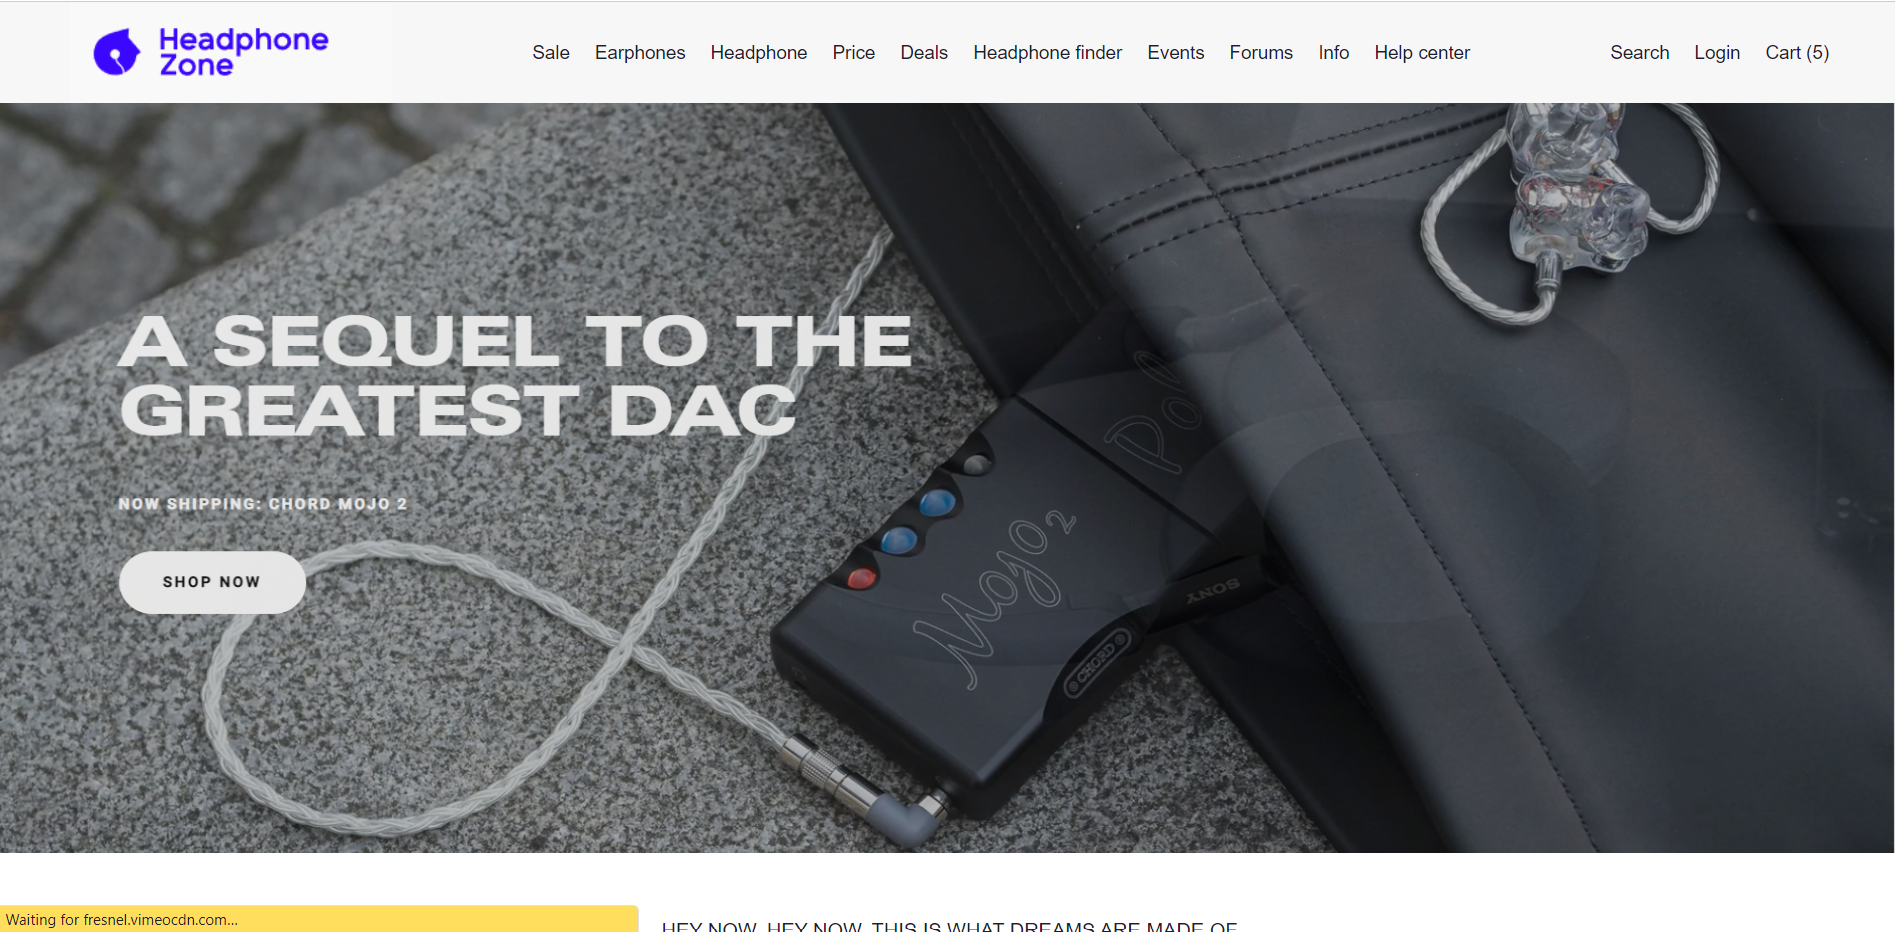 Headphone
Zone
Sale Earphones Headphone Price Deals Headphone finder Events Forums Info Help center Search Login Cart (5)
A SEQUEL TO THE
GREATEST DAC
NOW SHIPPING: CHORD MOJO 2
SHOP NOW
Mojo 2
CHORD
SONY
Waiting for fresnel.vimeocdn.com...
HEY NOW, HEY NOW, THIS IS WHAT DREAMS ARE MADE OF